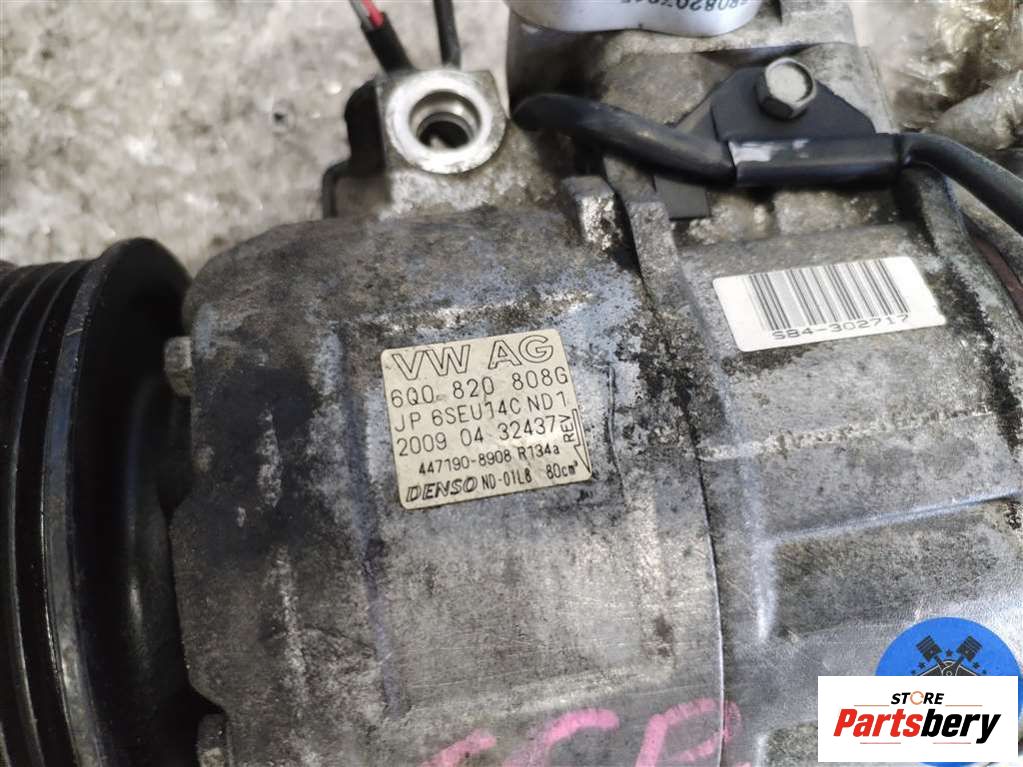 VW AG
6Q0 820 808G
JP 6SEU14C ND1
2009 04 32437
REV
447190-8908 R134a
DENSO ND-01L8 80cm³
SB4-302717
STORE
Partsbery